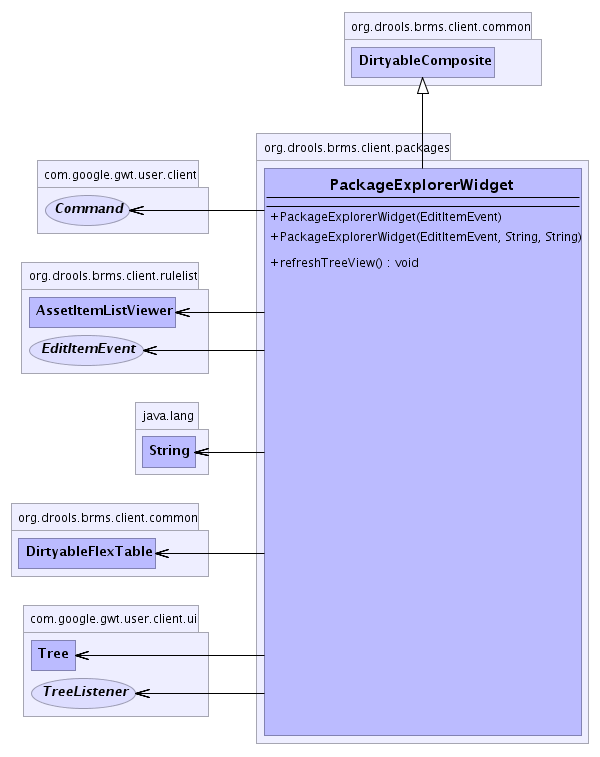 org.drools.brms.client.common
DirtyableComposite
org.drools.brms.client.packages
PackageExplorerWidget
+PackageExplorerWidget(EditItemEvent)
+PackageExplorerWidget(EditItemEvent, String, String)
+refreshTreeView() : void
com.google.gwt.user.client
Command
org.drools.brms.client.rulelist
AssetItemListViewer
EditItemEvent
java.lang
String
org.drools.brms.client.common
DirtyableFlexTable
com.google.gwt.user.client.ui
Tree
TreeListener